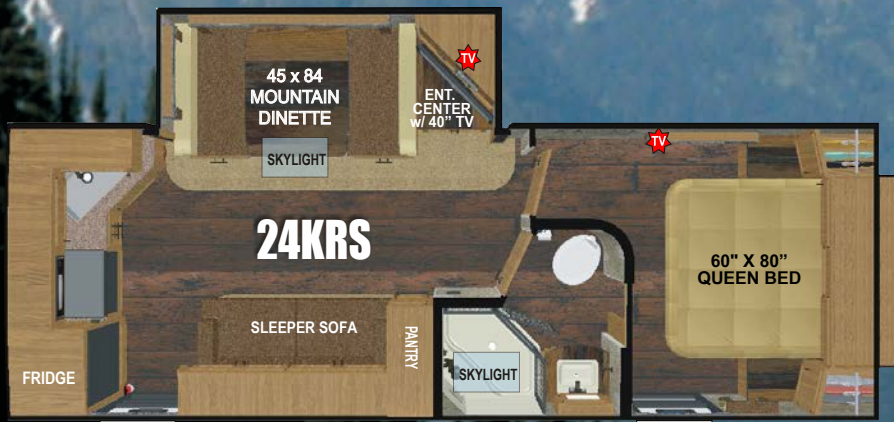 45 x 84
MOUNTAIN
DINETTE
SKYLIGHT
TV
ENT.
CENTER
w/ 40” TV
TV
24KRS
60" X 80”
QUEEN BED
SLEEPER SOFA
PANTRY
FRIDGE
SKYLIGHT